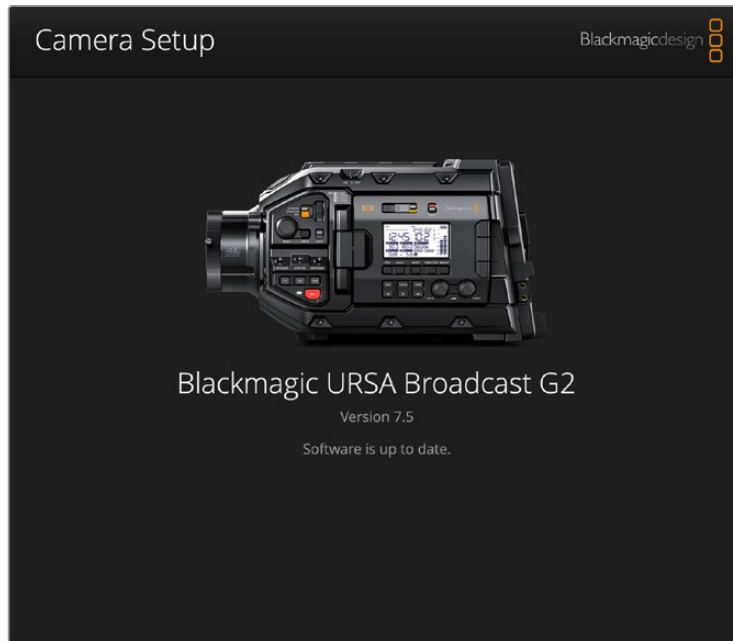 Camera Setup
Blackmagicdesign
Blackmagic URSA Broadcast G2
Version 7.5
Software is up to date.